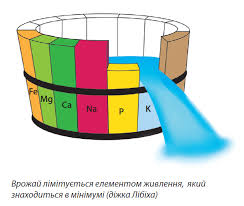 Fe
Mg
Ca
Na
P
K
Врожай лімітується елементом живлення, який
знаходиться в мінімумі (діжка Лібіха)